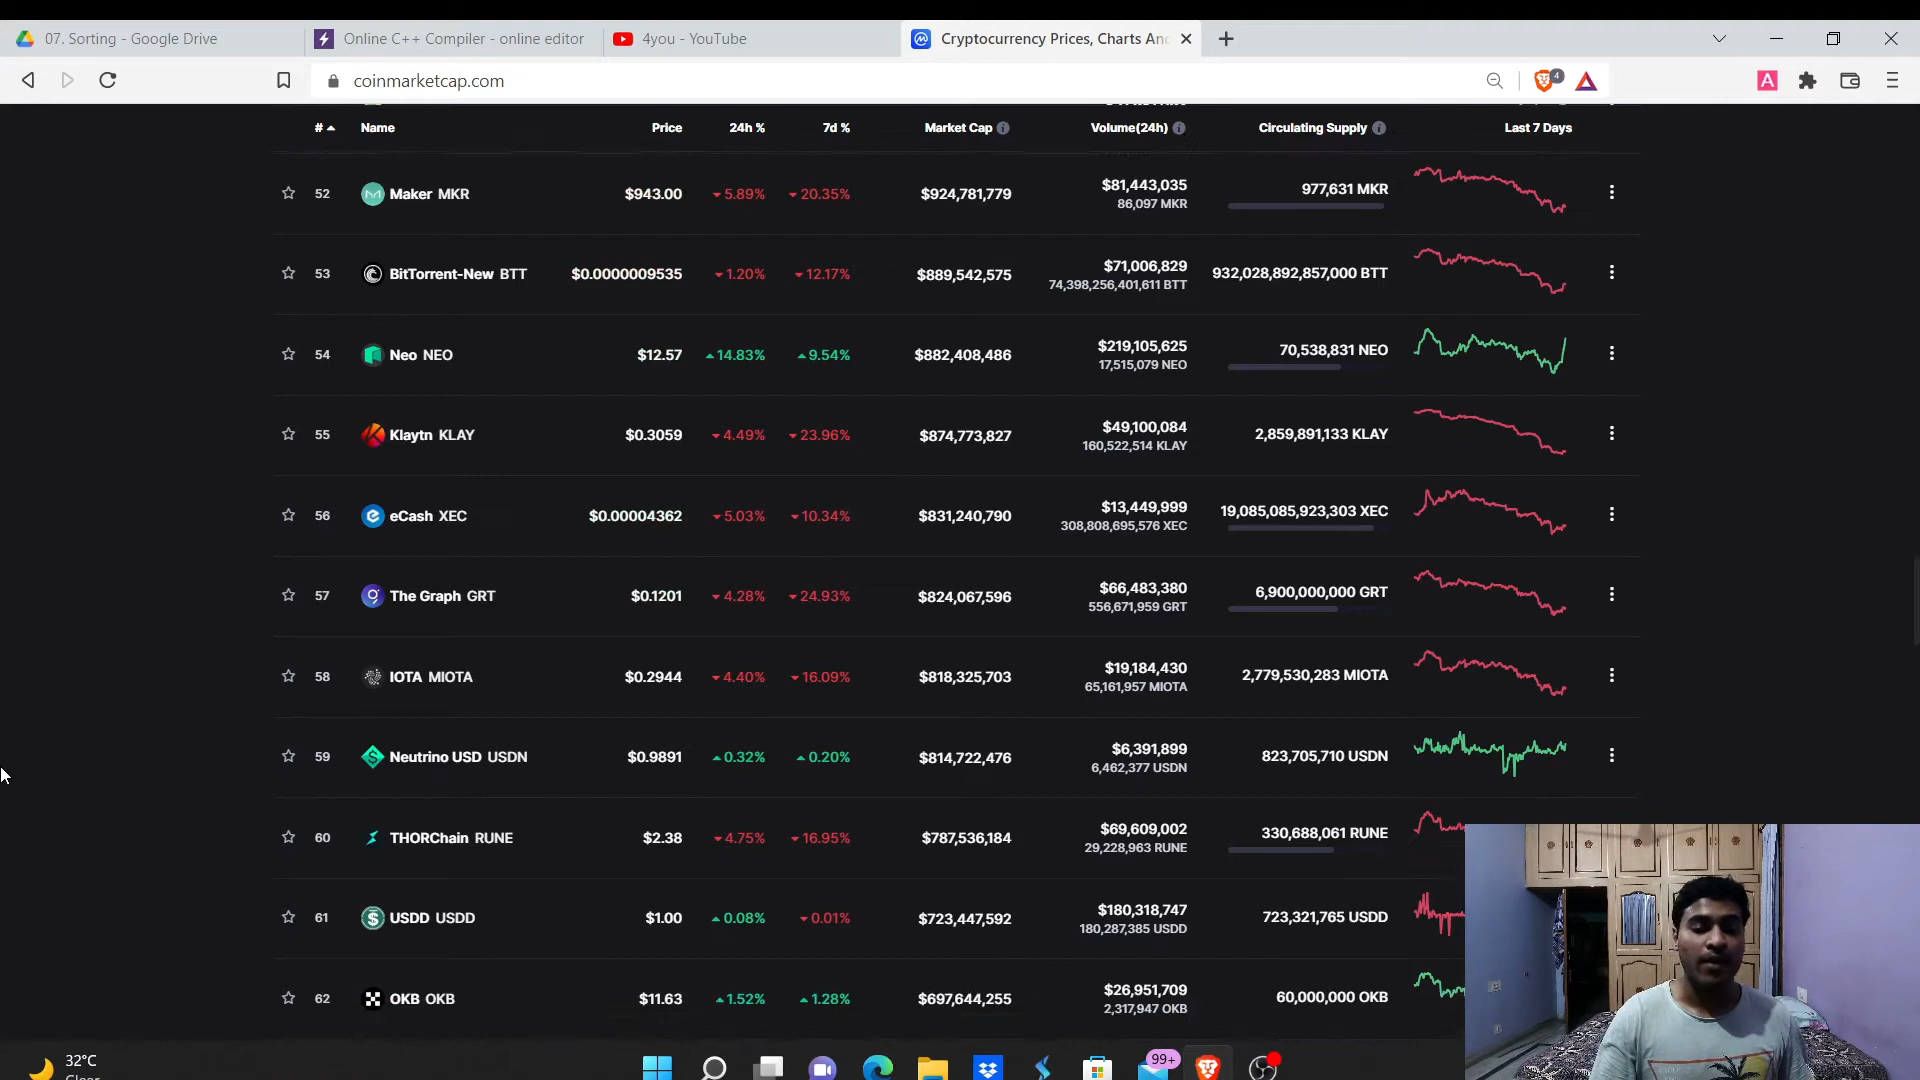 07. Sorting - Google Drive
Online C++ Compiler - online editor
4you - YouTube
Cryptocurrency Prices, Charts An
coinmarketcap.com
4
A
# Name Price 24h % 7d % Market Cap Volume(24h) Circulating Supply Last 7 Days
52 Maker MKR $943.00 5.89% 20.35% $924,781,779 $81,443,035 977,631 MKR
86,097 MKR
53 BitTorrent-New BTT $0.0000009535 1.20% 12.17% $889,542,575 $71,006,829 932,028,892,857,000 BTT
74,398,256,401,611 BTT
54 Neo NEO $12.57 14.83% 9.54% $882,408,486 $219,105,625 70,538,831 NEO
17,515,079 NEO
55 Klaytn KLAY $0.3059 4.49% 23.96% $874,773,827 $49,100,084 2,859,891,133 KLAY
160,522,514 KLAY
56 eCash XEC $0.00004362 5.03% 10.34% $831,240,790 $13,449,999 19,085,085,923,303 XEC
308,808,695,576 XEC
57 The Graph GRT $0.1201 4.28% 24.93% $824,067,596 $66,483,380 6,900,000,000 GRT
556,671,959 GRT
58 IOTA MIOTA $0.2944 4.40% 16.09% $818,325,703 $19,184,430 2,779,530,283 MIOTA
65,161,957 MIOTA
59 Neutrino USD USDN $0.9891 0.32% 0.20% $814,722,476 $6,391,899 823,705,710 USDN
6,462,377 USDN
60 THORChain RUNE $2.38 4.75% 16.95% $787,536,184 $69,609,002 330,688,061 RUNE
29,228,963 RUNE
61 USDD USDD $1.00 0.08% 0.01% $723,447,592 $180,318,747 723,321,765 USDD
180,287,385 USDD
62 OKB OKB $11.63 1.52% 1.28% $697,644,255 $26,951,709 60,000,000 OKB
2,317,947 OKB
32°C
Clear
99+